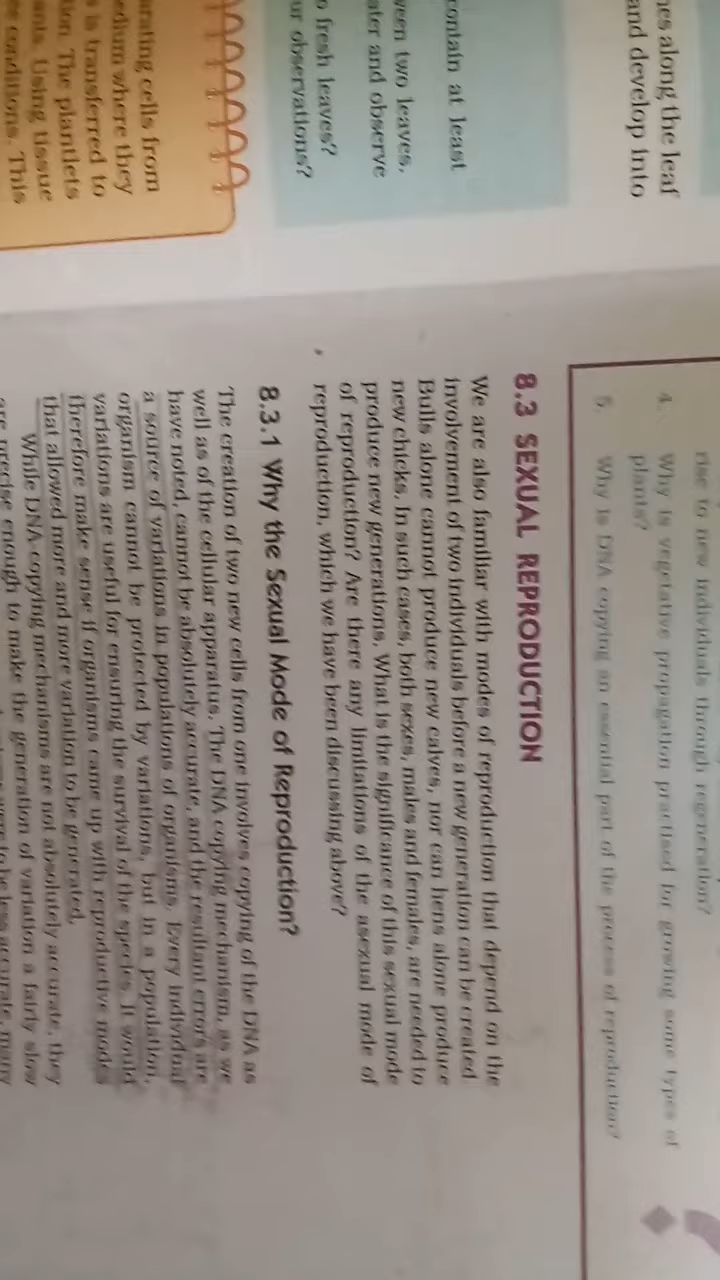 nes along the leaf
and develop into
contain at least
ween two leaves.
ater and observe
o fresh leaves?
ur observations?
arating cells from
edium where they
s is transferred to
tion. The plantlets
ants. Using tissue
conditions. This
rise to new individuals through regeneration?
4. Why is vegetative propagation practised for growing some types of
plants?
5. Why is DNA copying an essential part of the process of reproduction?
8.3 SEXUAL REPRODUCTION
We are also familiar with modes of reproduction that depend on the
involvement of two individuals before a new generation can be created.
Bulls alone cannot produce new calves, nor can hens alone produce
new chicks. In such cases, both sexes, males and females, are needed to
produce new generations. What is the significance of this sexual mode
of reproduction? Are there any limitations of the asexual mode of
reproduction, which we have been discussing above?
8.3.1 Why the Sexual Mode of Reproduction?
The creation of two new cells from one involves copying of the DNA as
well as of the cellular apparatus. The DNA copying mechanism, as we
have noted, cannot be absolutely accurate, and the resultant errors are
a source of variations in populations of organisms. Every individual
organism cannot be protected by variations, but in a population,
variations are useful for ensuring the survival of the species. It would
therefore make sense if organisms came up with reproductive modes
that allowed more and more variation to be generated.
While DNA-copying mechanisms are not absolutely accurate, they
are precise enough to make the generation of variation a fairly slow
were to be less accurate, many